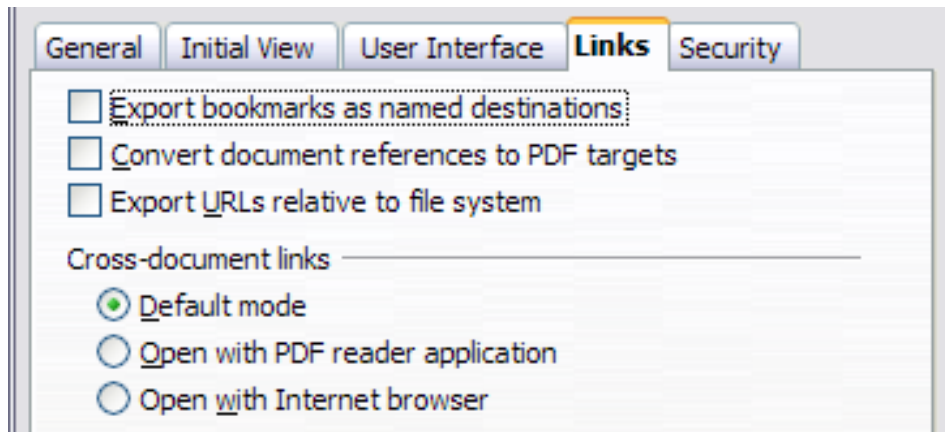 General Initial View User Interface Links Security
Export bookmarks as named destinations
Convert document references to PDF targets
Export URLs relative to file system
Cross-document links
Default mode
Open with PDF reader application
Open with Internet browser